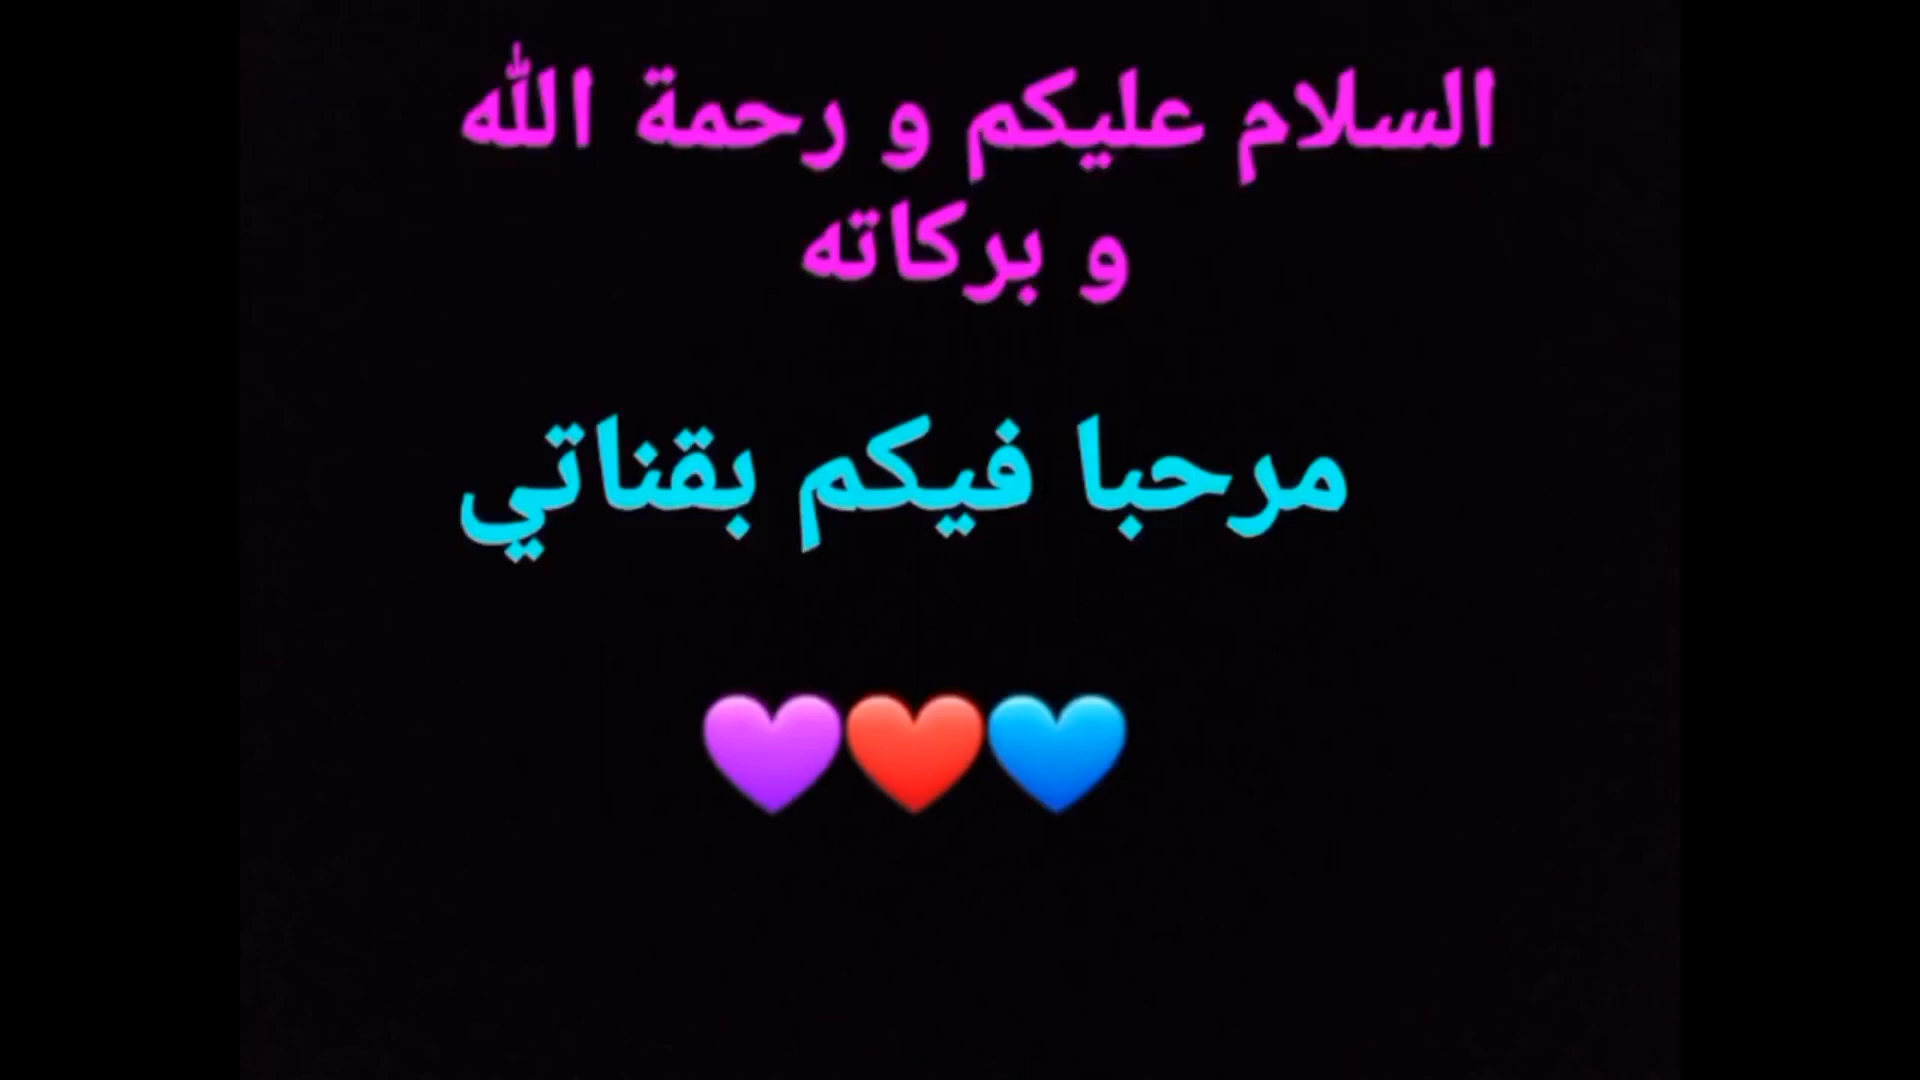 السلام عليكم و رحمة الله
و بركاته
مرحبا فيكم بقناتي
💜❤️💙